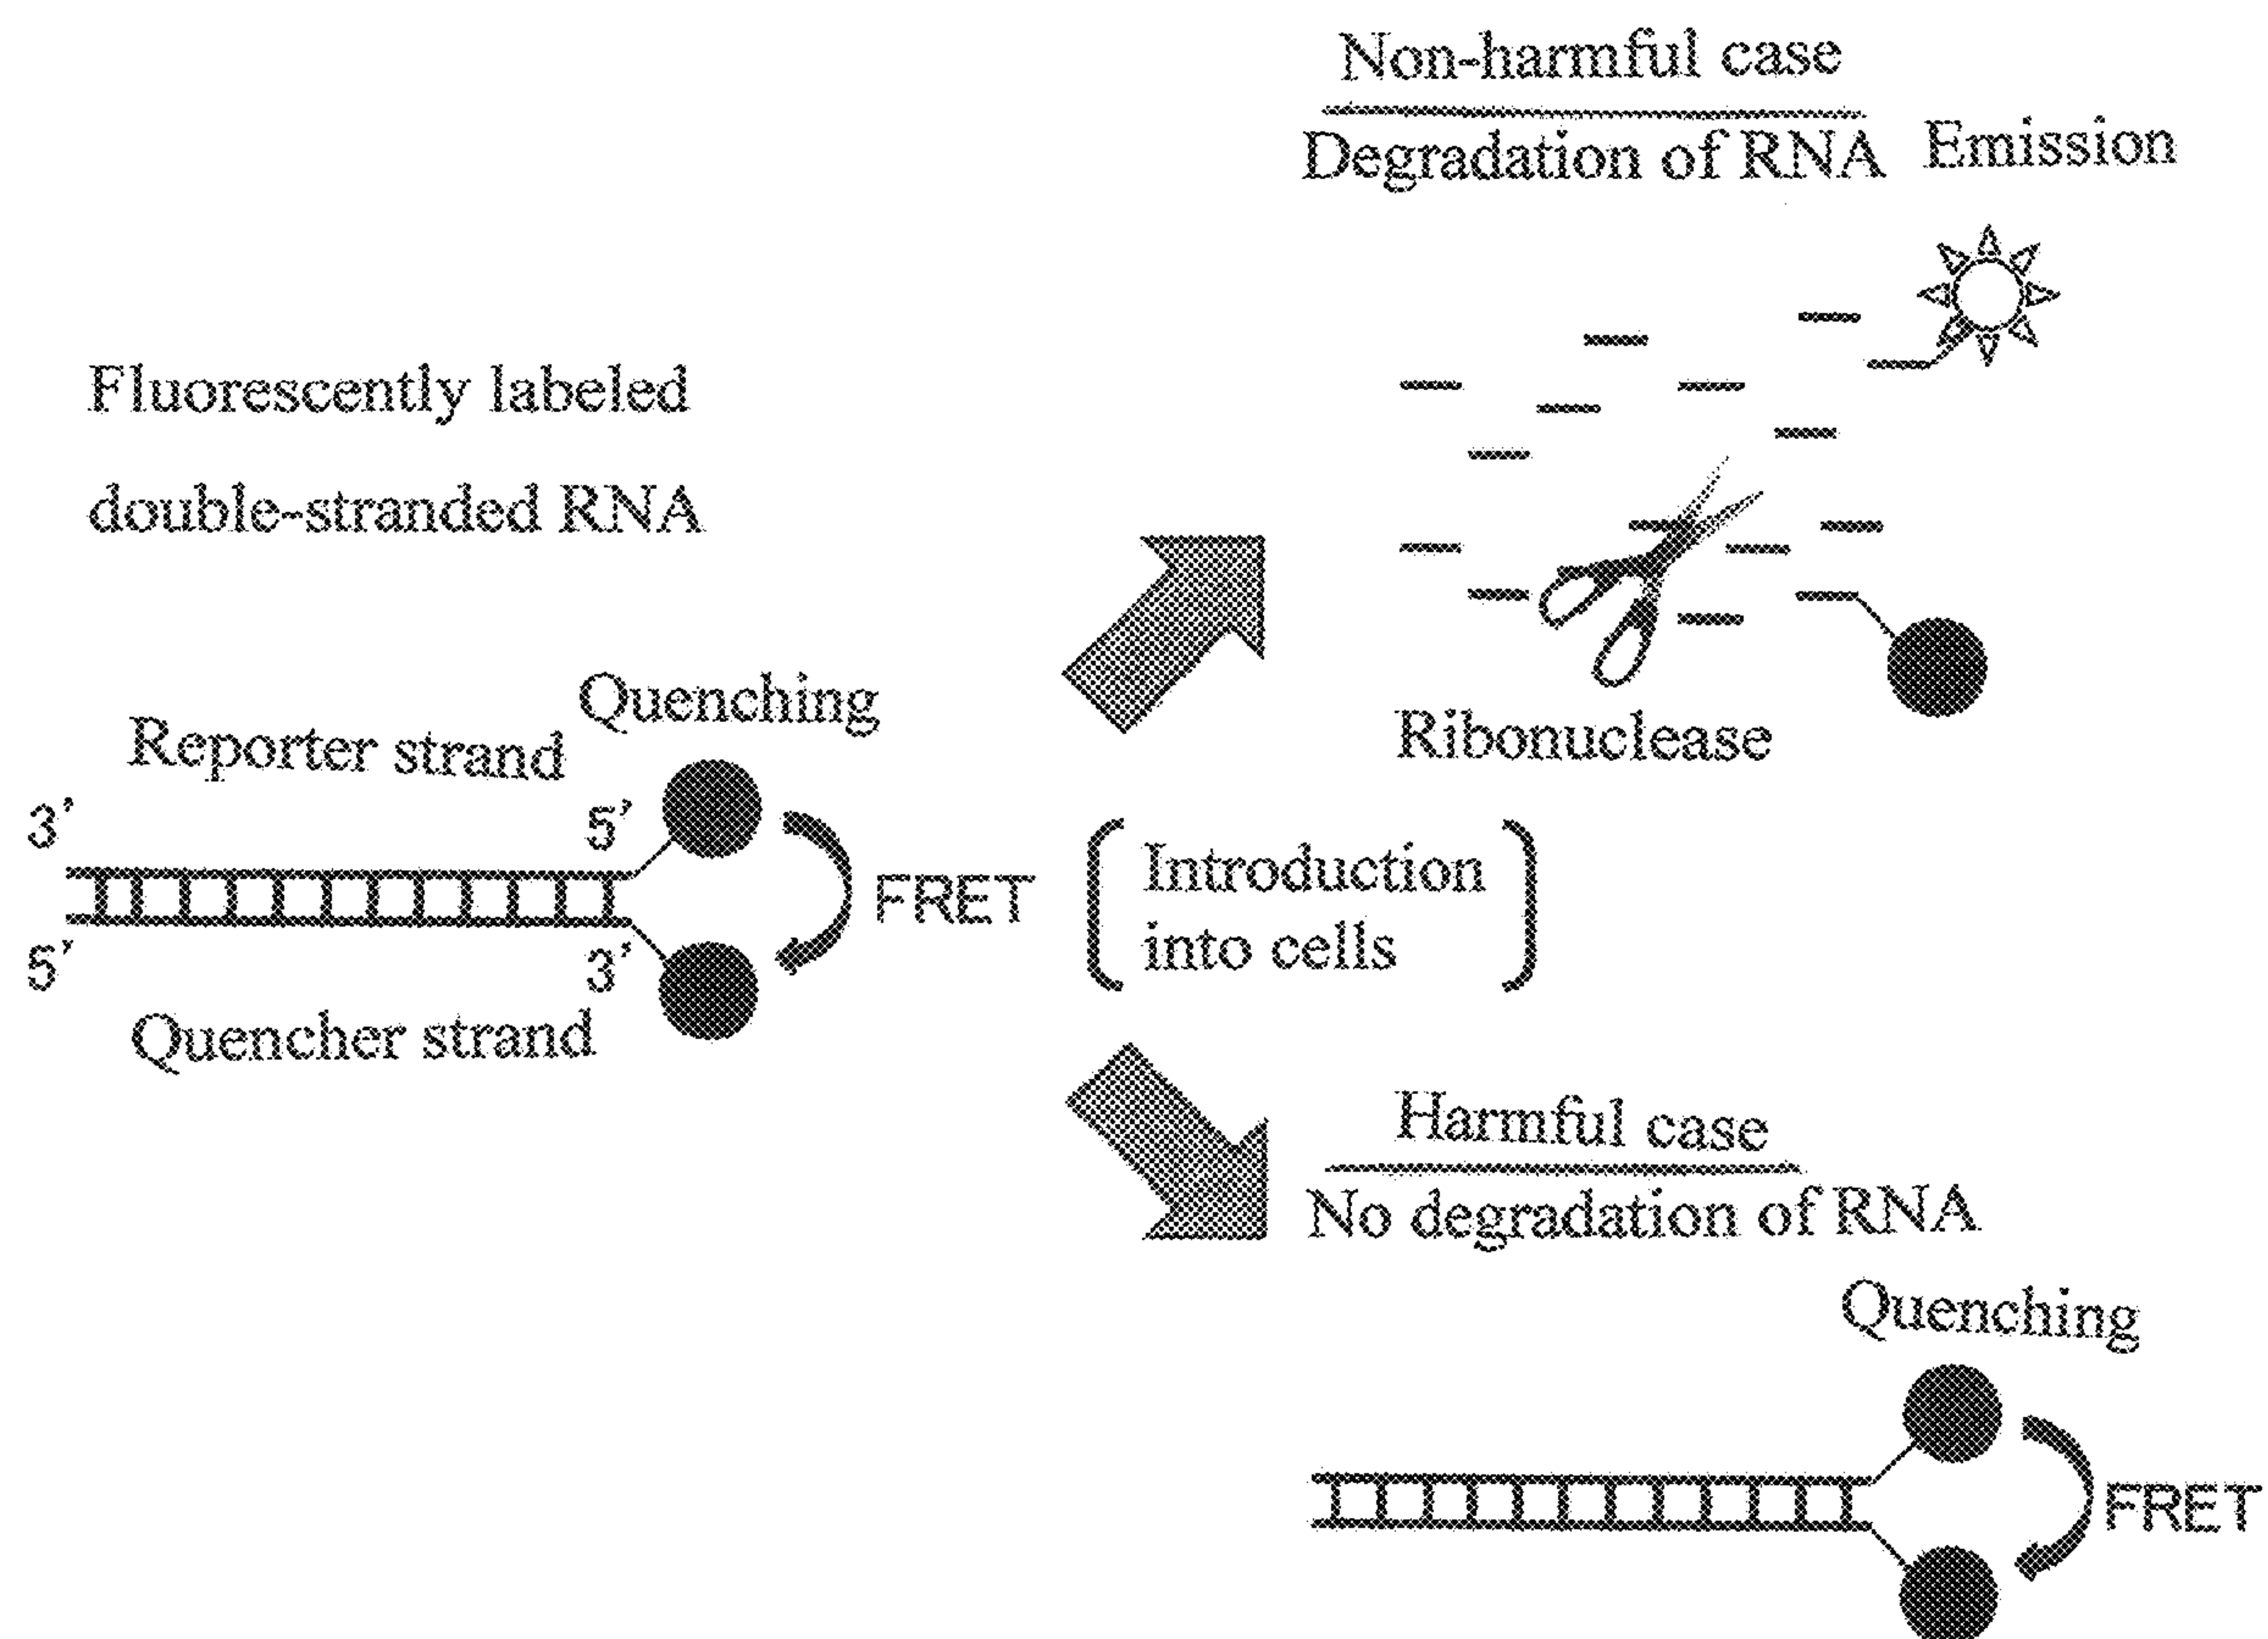 Non-harmful case
Degradation of RNA Emission
Fluorescently labeled
double-stranded RNA
Quenching
Reporter strand
Ribonuclease
3’ 5’
FRET
Introduction
into cells
5’ 3’
Quencher strand
Harmful case
No degradation of RNA
Quenching
FRET